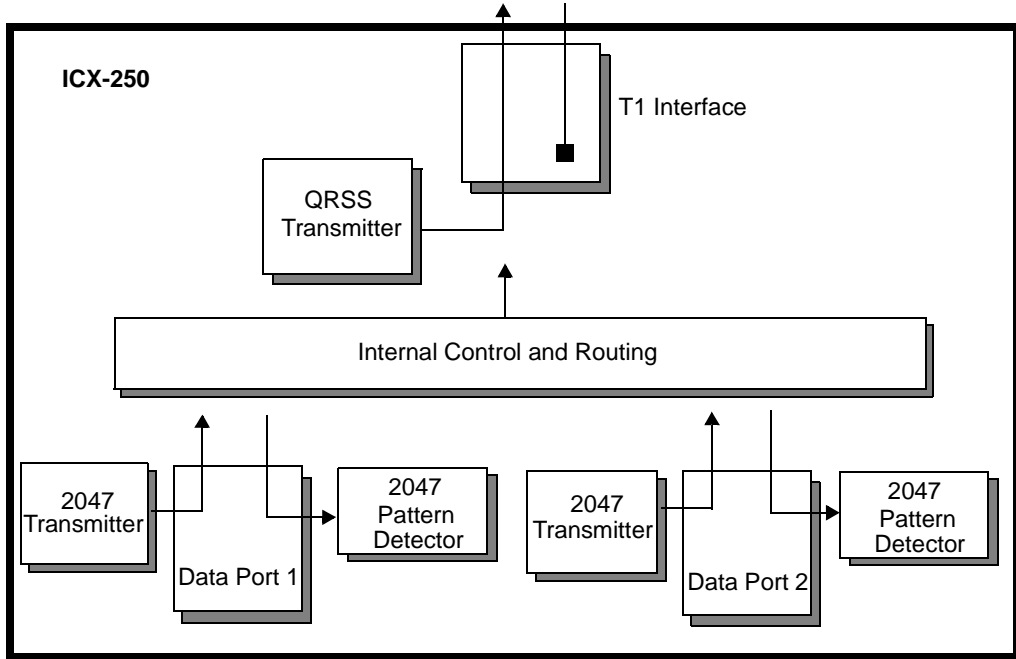 ICX-250
T1 Interface
QRSS
Transmitter
Internal Control and Routing
2047
Transmitter
Data Port 1
2047
Pattern
Detector
2047
Transmitter
Data Port 2
2047
Pattern
Detector